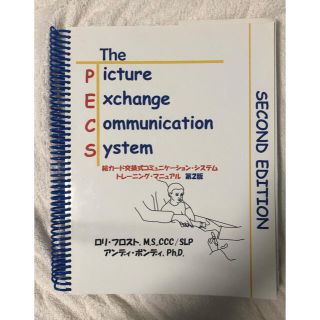 The
Picture
Exchange
Communication
System
SECOND EDITION
絵カード交換式コミュニケーション・システム
トレーニング・マニュアル 第2版
ロリ・フロスト, M.S.,CCC/SLP
アンディ・ボンディ, Ph.D.